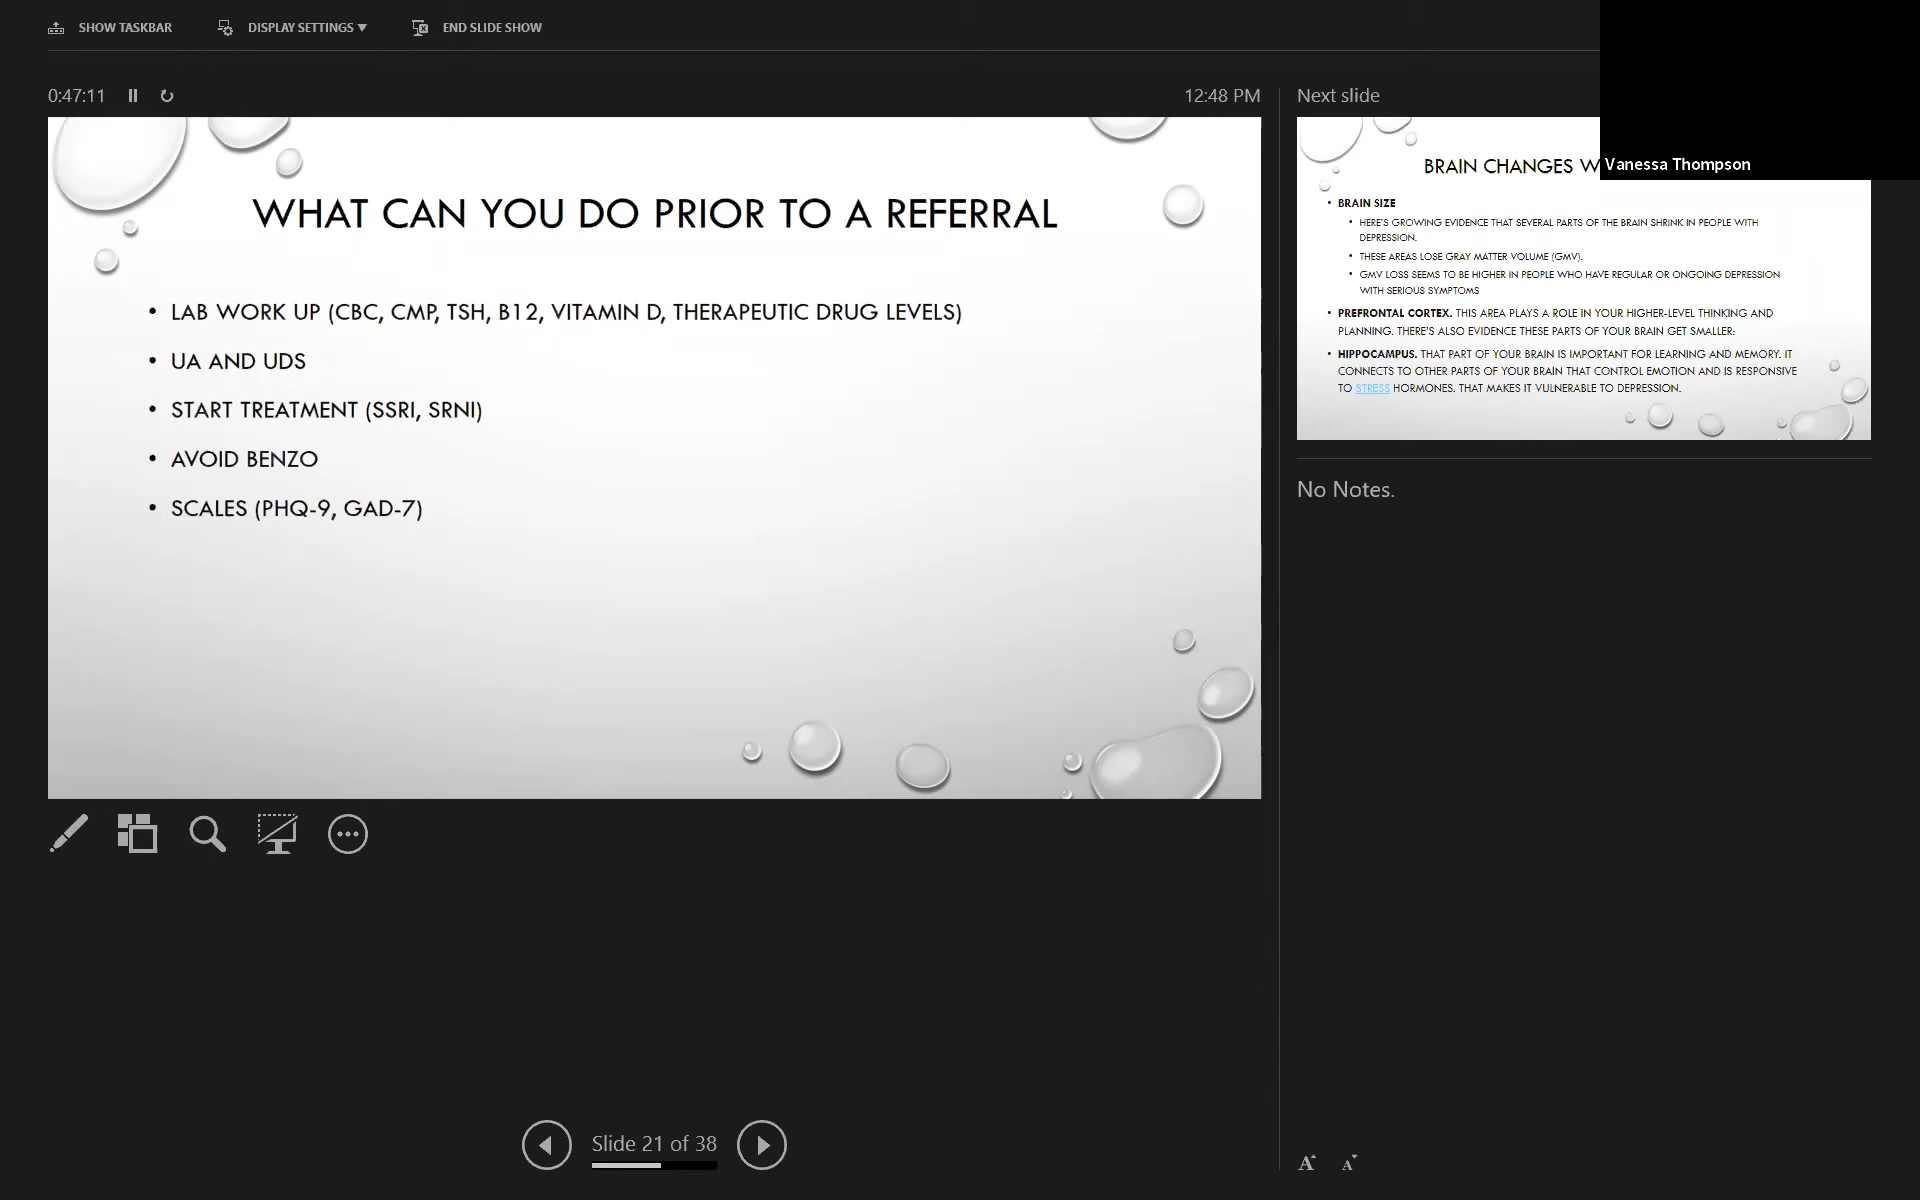 SHOW TASKBAR
DISPLAY SETTINGS
END SLIDE SHOW
0:47:11
12:48 PM
WHAT CAN YOU DO PRIOR TO A REFERRAL
• LAB WORK UP (CBC, CMP, TSH, B12, VITAMIN D, THERAPEUTIC DRUG LEVELS)
• UA AND UDS
• START TREATMENT (SSRI, SRNI)
• AVOID BENZO
• SCALES (PHQ-9, GAD-7)
Slide 21 of 38
Next slide
Vanessa Thompson
BRAIN CHANGES W
• BRAIN SIZE
• HERE'S GROWING EVIDENCE THAT SEVERAL PARTS OF THE BRAIN SHRINK IN PEOPLE WITH
DEPRESSION.
• THESE AREAS LOSE GRAY MATTER VOLUME (GMV).
• GMV LOSS SEEMS TO BE HIGHER IN PEOPLE WHO HAVE REGULAR OR ONGOING DEPRESSION
WITH SERIOUS SYMPTOMS
• PREFRONTAL CORTEX. THIS AREA PLAYS A ROLE IN YOUR HIGHER-LEVEL THINKING AND
PLANNING. THERE'S ALSO EVIDENCE THESE PARTS OF YOUR BRAIN GET SMALLER:
• HIPPOCAMPUS. THAT PART OF YOUR BRAIN IS IMPORTANT FOR LEARNING AND MEMORY. IT
CONNECTS TO OTHER PARTS OF YOUR BRAIN THAT CONTROL EMOTION AND IS RESPONSIVE
TO STRESS HORMONES. THAT MAKES IT VULNERABLE TO DEPRESSION.
No Notes.
A A